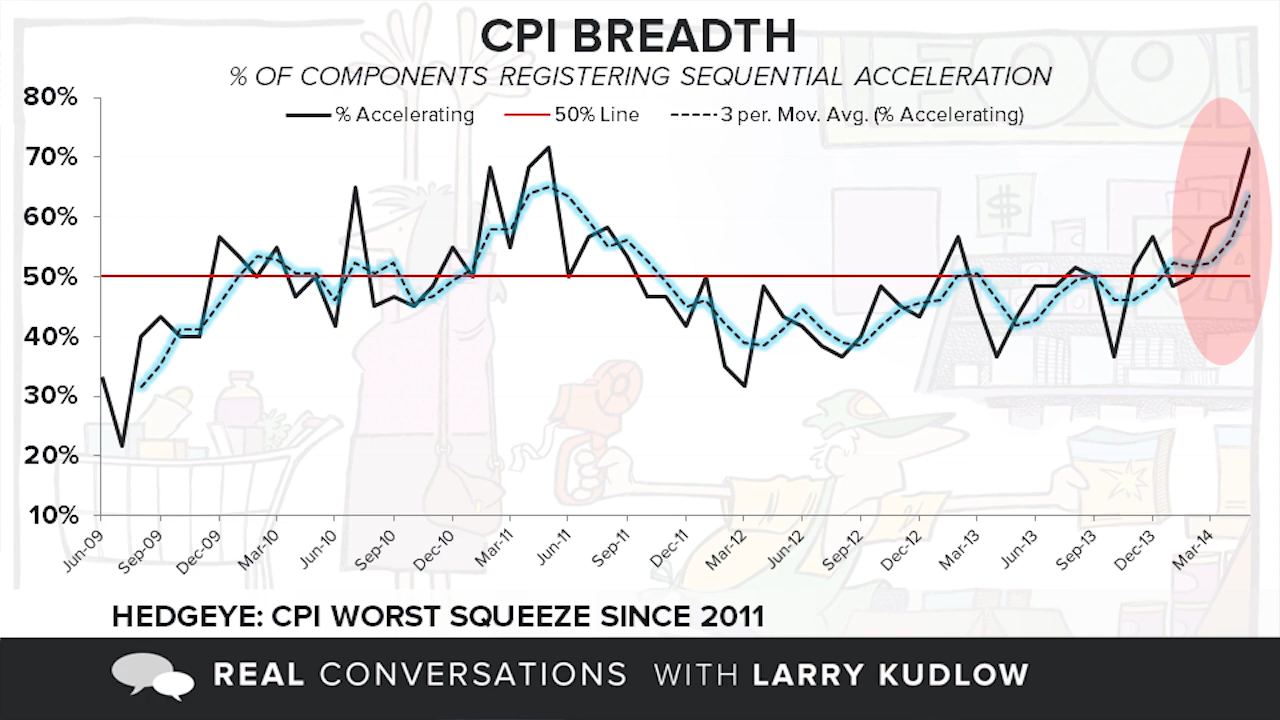 CPI BREADTH
% OF COMPONENTS REGISTERING SEQUENTIAL ACCELERATION
% Accelerating 50% Line 3 per. Mov. Avg. (% Accelerating)
80%
70%
60%
50%
40%
30%
20%
10%
Jun-09 Sep-09 Dec-09 Mar-10 Jun-10 Sep-10 Dec-10 Mar-11 Jun-11 Sep-11 Dec-11 Mar-12 Jun-12 Sep-12 Dec-12 Mar-13 Jun-13 Sep-13 Dec-13 Mar-14
$
HEDGEYE: CPI WORST SQUEEZE SINCE 2011
REAL CONVERSATIONS WITH LARRY KUDLOW